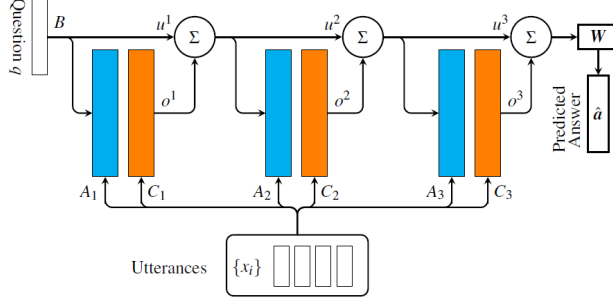 Question q
B
u¹
Σ
u²
Σ
u³
Σ
W
o¹
o²
o³
Predicted
Answer
â
A₁
C₁
A₂
C₂
A₃
C₃
Utterances
{xᵢ}